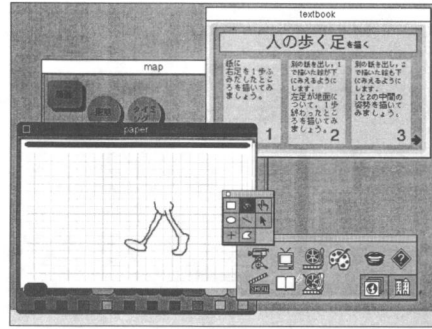 textbook
人の歩く足を描く
紙に
右足を1歩ふ
みだしたとこ
ろを描いてみ
ましょう。
1
別の紙を出し、1
で描いた絵が下
にみえるように
します。
左足が地面に
ついて、1歩
終わったとこ
ろを描いてみ
ましょう。
2
別の紙を出し、2
で描いた絵も下
にみえるように
します。
1と2の中間の
姿勢を描いて
みましょう。
3
map
paper